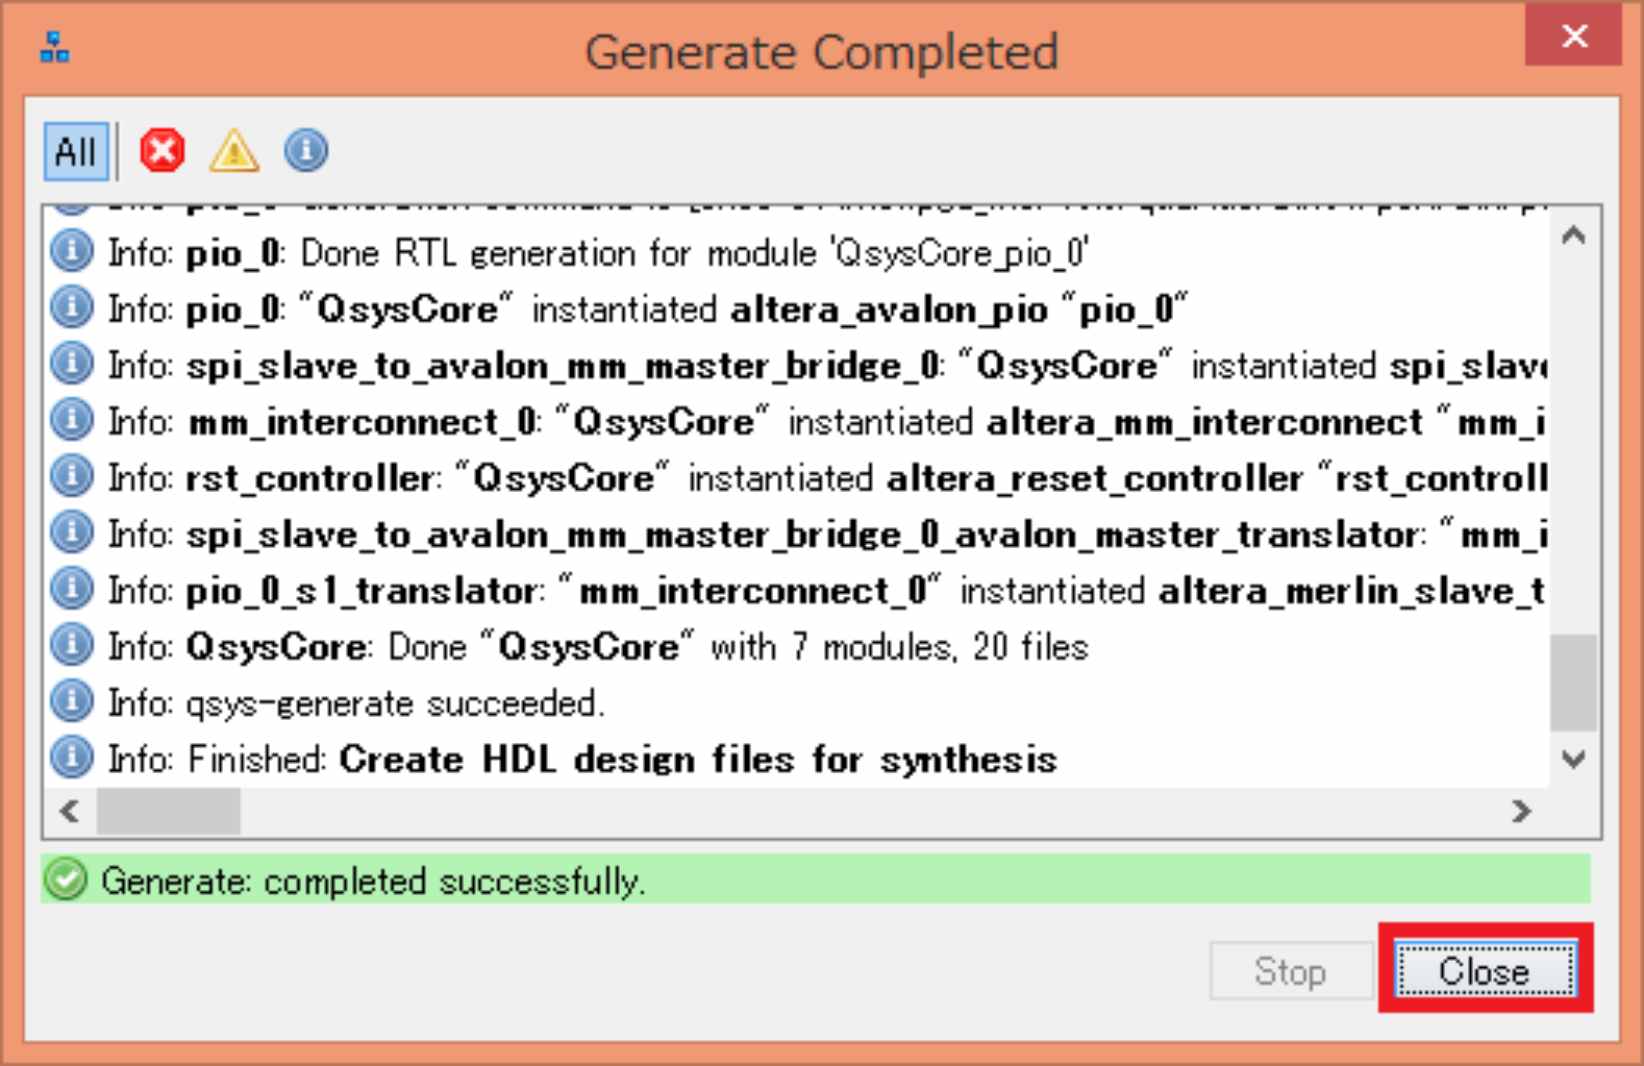 Generate Completed
All
Info: pio_0: Done RTL generation for module 'QsysCore_pio_0'
Info: pio_0: "QsysCore" instantiated altera_avalon_pio "pio_0"
Info: spi_slave_to_avalon_mm_master_bridge_0: "QsysCore" instantiated spi_slav
Info: mm_interconnect_0: "QsysCore" instantiated altera_mm_interconnect "mm_i
Info: rst_controller: "QsysCore" instantiated altera_reset_controller "rst_controll
Info: spi_slave_to_avalon_mm_master_bridge_0_avalon_master_translator: "mm_i
Info: pio_0_s1_translator: "mm_interconnect_0" instantiated altera_merlin_slave_t
Info: QsysCore: Done "QsysCore" with 7 modules, 20 files
Info: qsys-generate succeeded.
Info: Finished: Create HDL design files for synthesis
Generate: completed successfully.
Stop
Close